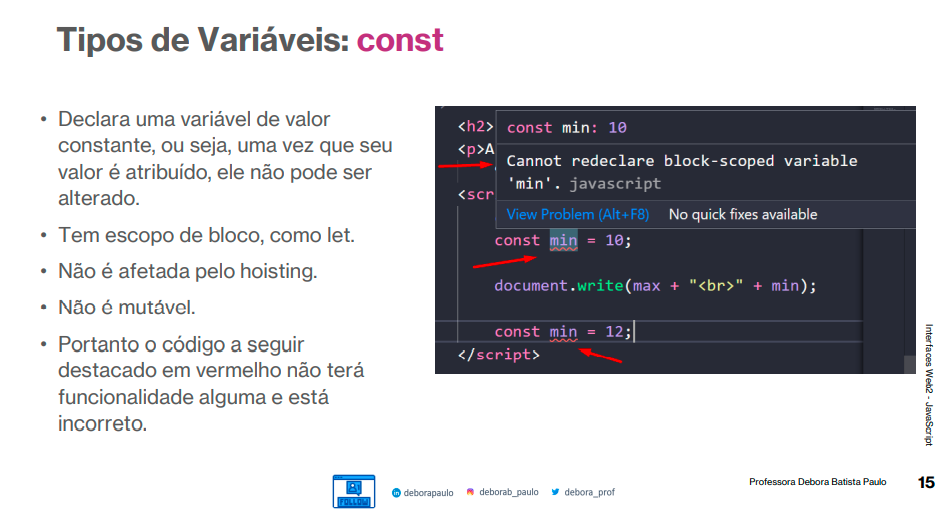 Tipos de Variáveis: const
• Declara uma variável de valor
constante, ou seja, uma vez que seu
valor é atribuído, ele não pode ser
alterado.
• Tem escopo de bloco, como let.
• Não é afetada pelo hoisting.
• Não é mutável.
• Portanto o código a seguir
destacado em vermelho não terá
funcionalidade alguma e está
incorreto.
<h2>
const min: 10
<p>A
Cannot redeclare block-scoped variable
'min'. javascript
<scr
View Problem (Alt+F8) No quick fixes available
const min = 10;
document.write(max + "<br>" + min);
const min = 12;
</script>
Interfaces Web2 - JavaScript
FOLLOW
in deborapaulo deborab_paulo debora_prof
Professora Debora Batista Paulo
15